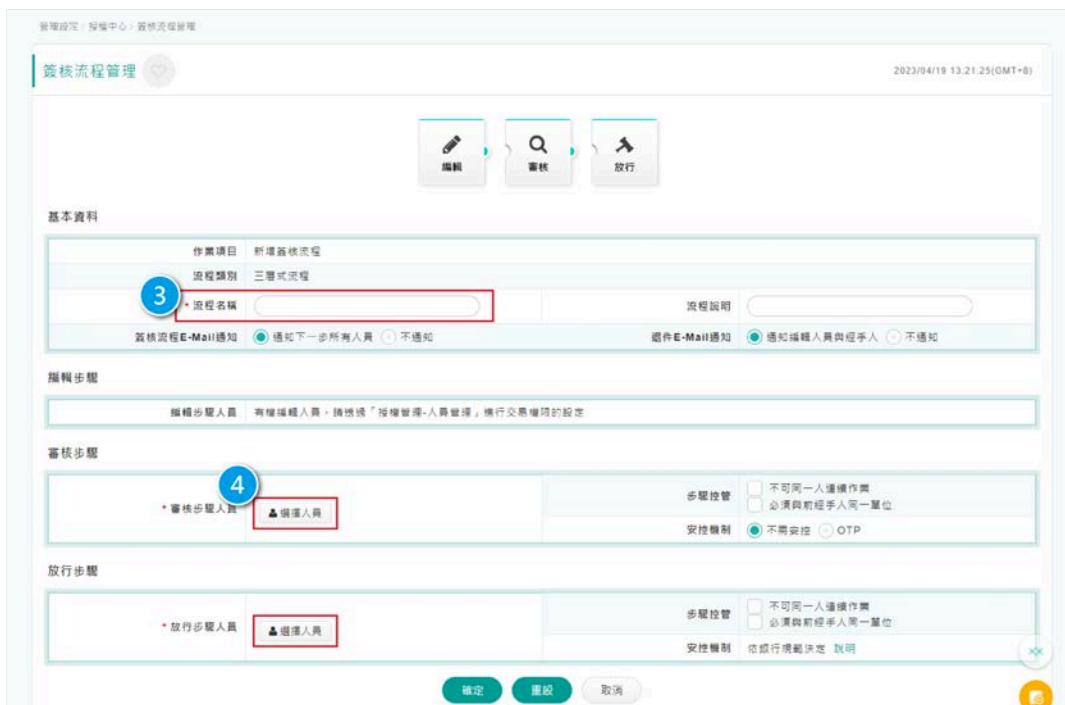 管理設定 / 授權中心 / 簽核流程管理
簽核流程管理
2023/04/19 13:21:25(GMT+8)
編輯 審核 放行
基本資料
作業項目 新增簽核流程
流程類別 三層式流程
3
* 流程名稱 流程說明
簽核流程E-Mail通知 通知下一步所有人員 不通知 退件E-Mail通知 通知編輯人員與經手人 不通知
編輯步驟
編輯步驟人員 有權編輯人員，請透過「授權管理-人員管理」進行交易權限的設定
審核步驟
4
* 審核步驟人員 選擇人員 步驟控管 不可同一人連續作業
必須與前經手人同一單位
安控機制 不需安控 OTP
放行步驟
* 放行步驟人員 選擇人員 步驟控管 不可同一人連續作業
必須與前經手人同一單位
安控機制 依銀行規範決定 說明
確定 重設 取消